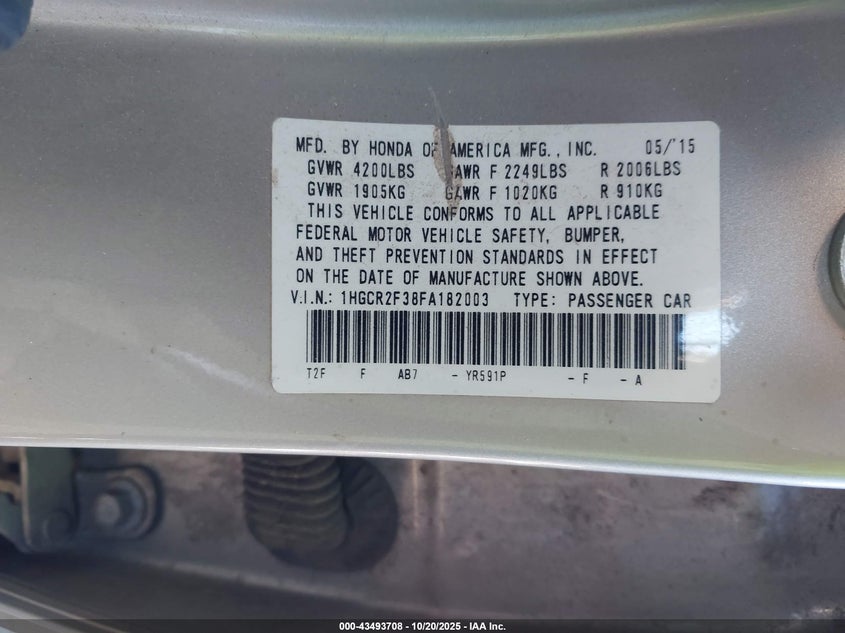 MFD. BY HONDA OF AMERICA MFG., INC. 05/'15
GVWR 4200LBS GAWR F 2249LBS R 2006LBS
GVWR 1905KG GAWR F 1020KG R 910KG
THIS VEHICLE CONFORMS TO ALL APPLICABLE
FEDERAL MOTOR VEHICLE SAFETY, BUMPER,
AND THEFT PREVENTION STANDARDS IN EFFECT
ON THE DATE OF MANUFACTURE SHOWN ABOVE.
V.I.N.: 1HGCR2F38FA182003 TYPE: PASSENGER CAR
T2F F AB7 - YR591P - F - A
000-43493708 - 10/20/2025 - IAA Inc.